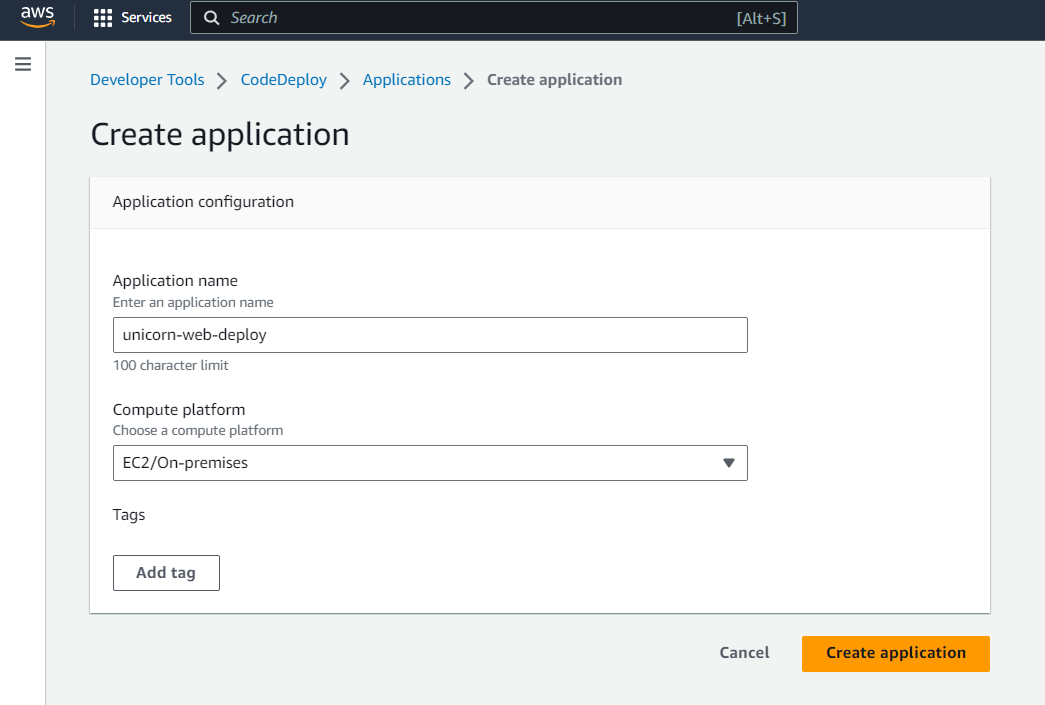 aws
Services
Search
[Alt+S]
Developer Tools
CodeDeploy
Applications
Create application
Create application
Application configuration
Application name
Enter an application name
unicorn-web-deploy
100 character limit
Compute platform
Choose a compute platform
EC2/On-premises
Tags
Add tag
Cancel
Create application